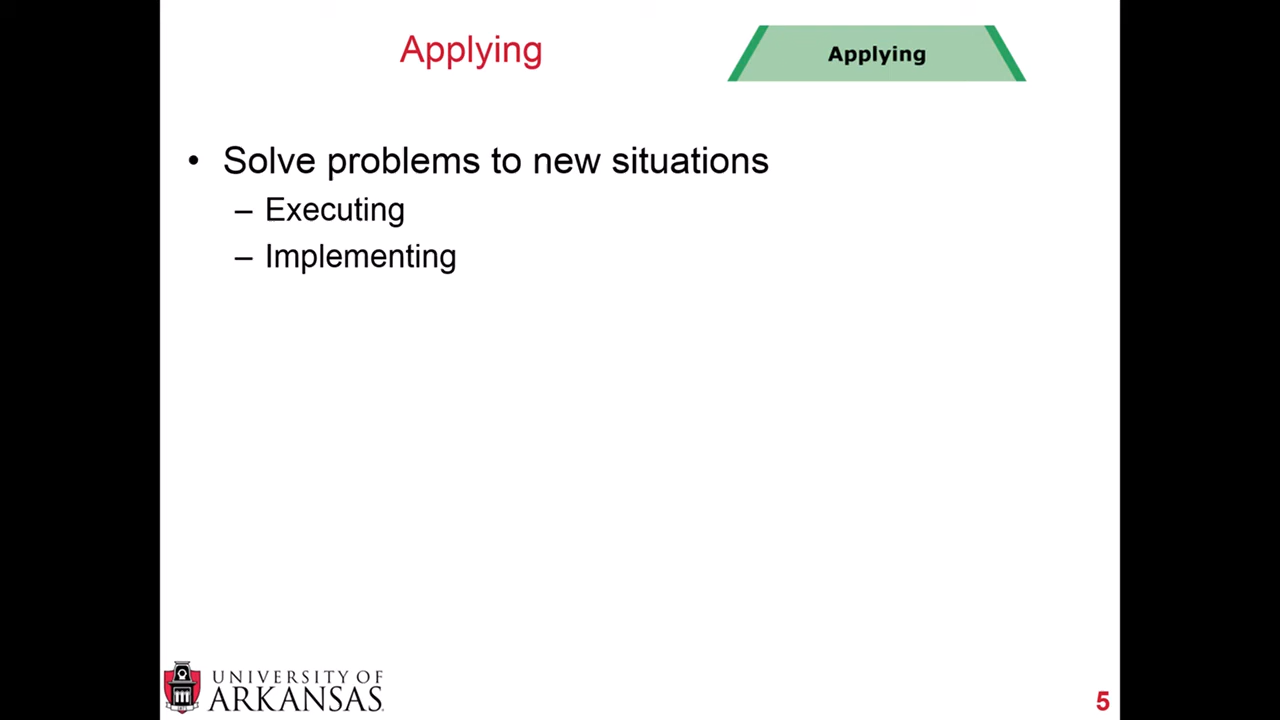 Applying
Applying
• Solve problems to new situations
– Executing
– Implementing
UNIVERSITY OF
ARKANSAS
5